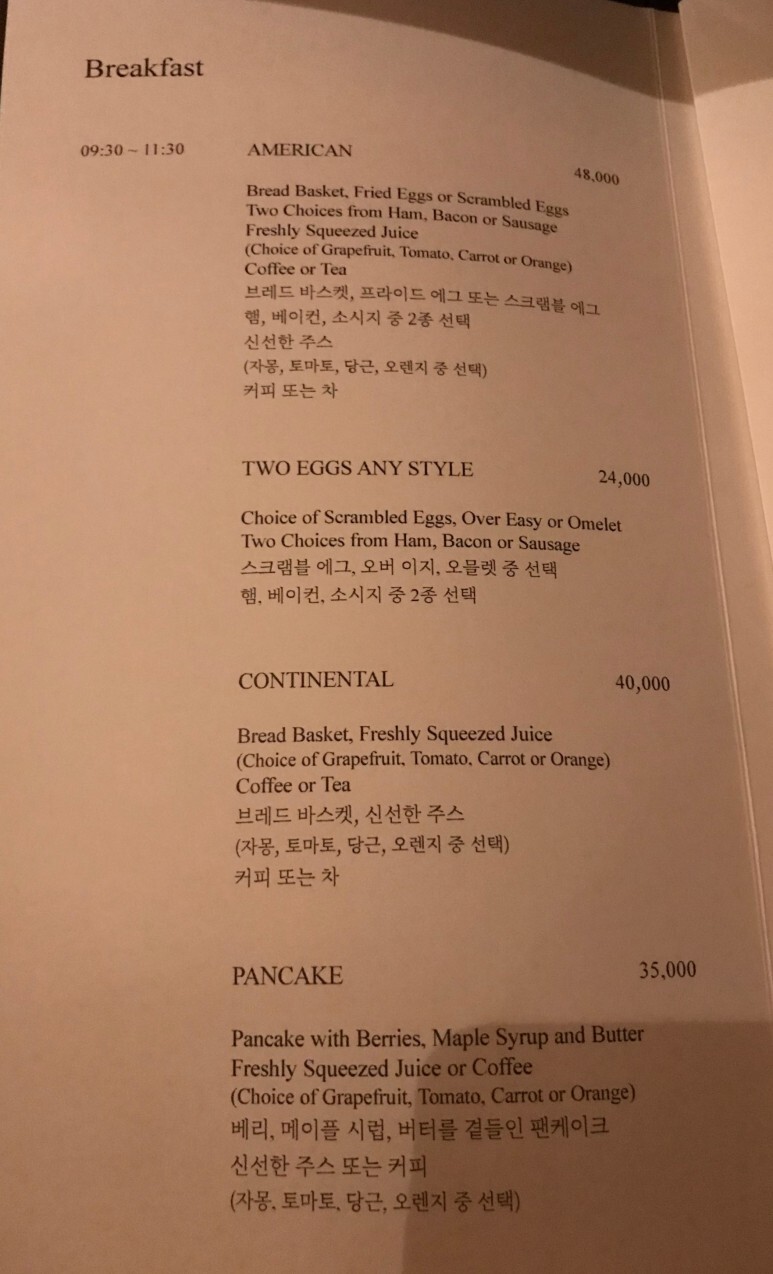 Breakfast
09:30 ~ 11:30
AMERICAN
48,000
Bread Basket, Fried Eggs or Scrambled Eggs
Two Choices from Ham, Bacon or Sausage
Freshly Squeezed Juice
(Choice of Grapefruit, Tomato, Carrot or Orange)
Coffee or Tea
브레드 바스켓, 프라이드 에그 또는 스크램블 에그
햄, 베이컨, 소시지 중 2종 선택
신선한 주스
(자몽, 토마토, 당근, 오렌지 중 선택)
커피 또는 차
TWO EGGS ANY STYLE
24,000
Choice of Scrambled Eggs, Over Easy or Omelet
Two Choices from Ham, Bacon or Sausage
스크램블 에그, 오버 이지, 오믈렛 중 선택
햄, 베이컨, 소시지 중 2종 선택
CONTINENTAL
40,000
Bread Basket, Freshly Squeezed Juice
(Choice of Grapefruit, Tomato, Carrot or Orange)
Coffee or Tea
브레드 바스켓, 신선한 주스
(자몽, 토마토, 당근, 오렌지 중 선택)
커피 또는 차
PANCAKE
35,000
Pancake with Berries, Maple Syrup and Butter
Freshly Squeezed Juice or Coffee
(Choice of Grapefruit, Tomato, Carrot or Orange)
베리, 메이플 시럽, 버터를 곁들인 팬케이크
신선한 주스 또는 커피
(자몽, 토마토, 당근, 오렌지 중 선택)